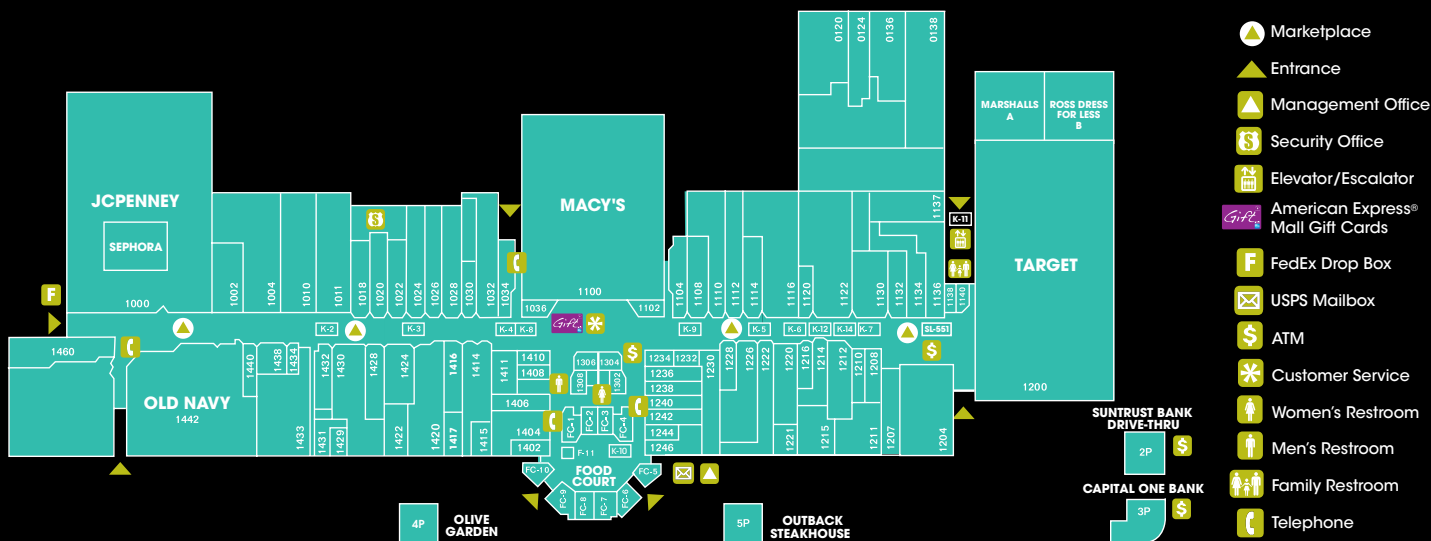 0120
0124
0136
0138
Marketplace
Entrance
Management Office
Security Office
Elevator/Escalator
Gift
American Express®
Mall Gift Cards
F
FedEx Drop Box
USPS Mailbox
$
ATM
Customer Service
Women's Restroom
Men's Restroom
Family Restroom
Telephone
MARSHALLS
A
ROSS DRESS
FOR LESS
B
JCPENNEY
SEPHORA
1000
MACY'S
1100
TARGET
1200
F
S
1002
1004
1010
1011
1018
1020
1022
1024
1026
1028
1030
1032
1034
1036
1102
1104
1108
1110
1112
1114
1116
1120
1122
1130
1132
1134
1136
1137
1138
1140
K-11
K-2
K-3
K-4
K-8
Gift
K-9
K-5
K-6
K-12
K-14
K-7
SL-551
$
$
1460
OLD NAVY
1442
1440
1438
1434
1433
1432
1430
1431
1429
1428
1424
1422
1420
1416
1417
1414
1415
1411
1410
1408
1406
1404
1402
1306
1304
1308
1302
FC-1
FC-2
FC-3
FC-4
F-11
K-10
FOOD
COURT
FC-10
FC-5
FC-9
FC-8
FC-7
FC-6
1234
1232
1236
1238
1240
1242
1244
1246
1230
1228
1226
1222
1220
1221
1216
1214
1215
1212
1210
1208
1211
1207
1204
SUNTRUST BANK
DRIVE-THRU
2P
$
CAPITAL ONE BANK
3P
$
4P
OLIVE
GARDEN
5P
OUTBACK
STEAKHOUSE